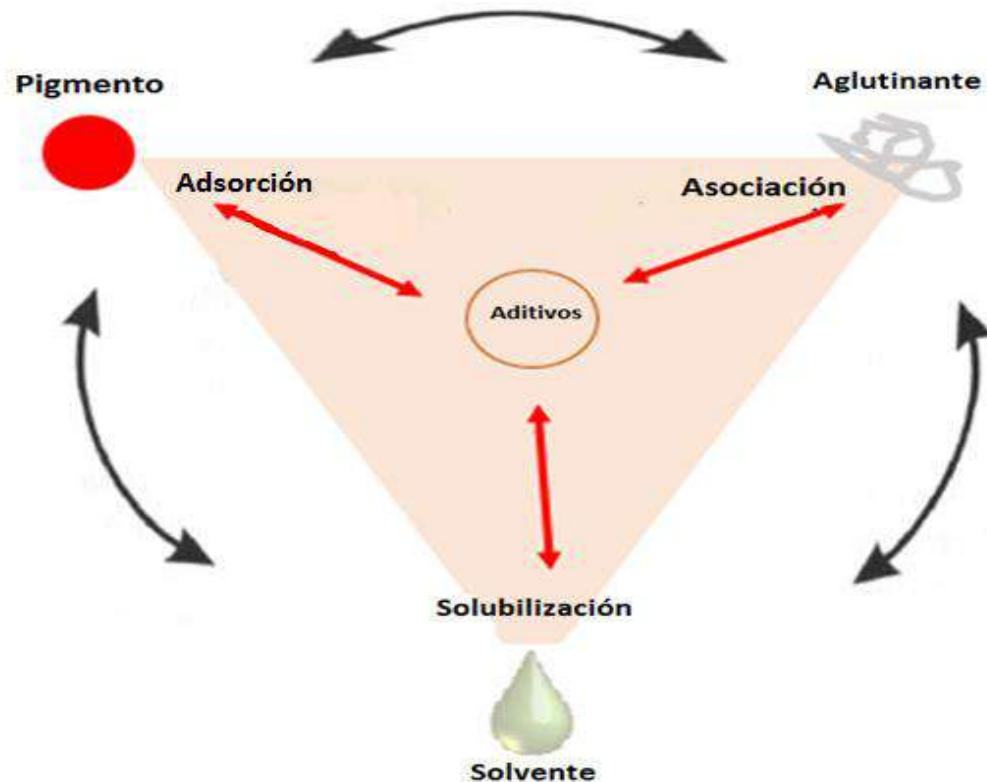 Pigmento
Aglutinante
Adsorción
Asociación
Aditivos
Solubilización
Solvente